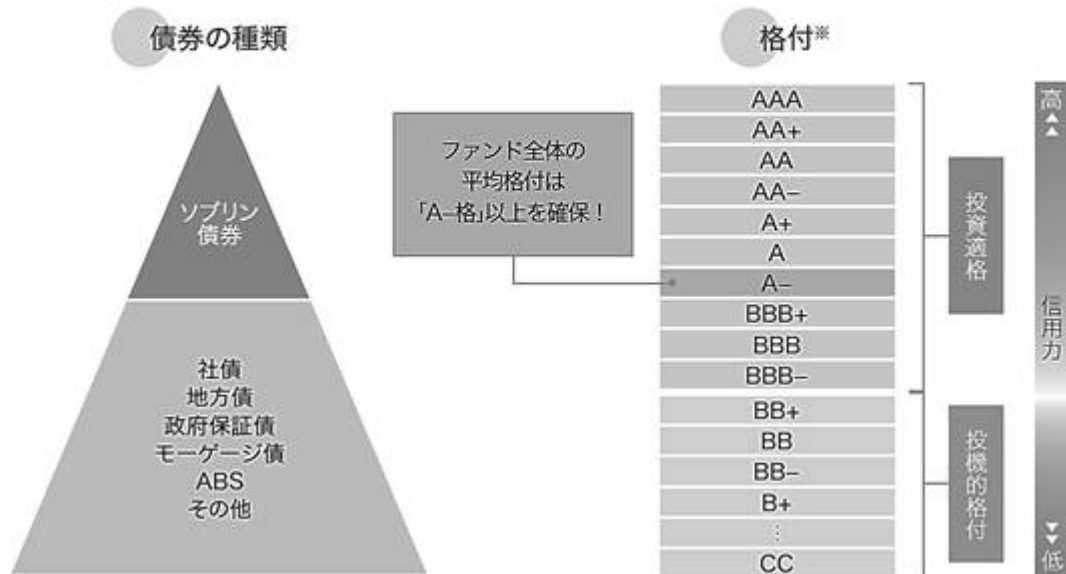 債券の種類
ソブリン
債券
社債
地方債
政府保証債
モーゲージ債
ABS
その他
ファンド全体の
平均格付は
「A−格」以上を確保！
格付※
AAA
AA+
AA
AA−
A+
A
A−
BBB+
BBB
BBB−
BB+
BB
BB−
B+
⋮
CC
投資適格
投機的格付
高
信用力
低